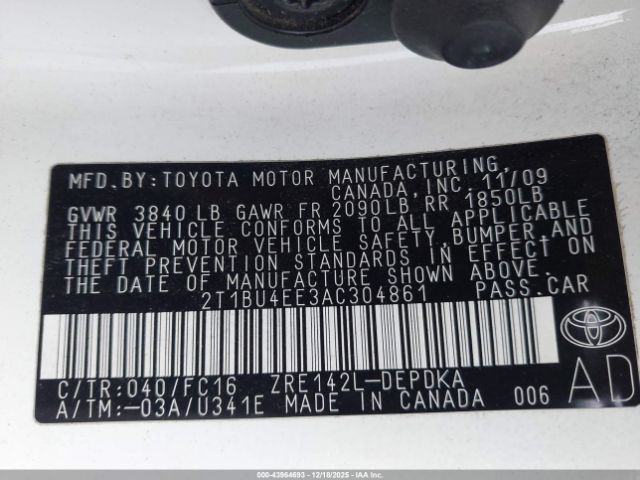 MFD. BY: TOYOTA MOTOR MANUFACTURING,
CANADA, INC. 11/09
GVWR 3840 LB GAWR FR 2090LB, RR 1850LB
THIS VEHICLE CONFORMS TO ALL APPLICABLE
FEDERAL MOTOR VEHICLE SAFETY, BUMPER, AND
THEFT PREVENTION STANDARDS IN EFFECT ON
THE DATE OF MANUFACTURE SHOWN ABOVE.
2T1BU4EE3AC304861 PASS. CAR
C/TR: 040/FC16 ZRE142L-DEPDKA
A/TM: -03A/U341E MADE IN CANADA 006
AD
TOYOTA
000-43964693 | 12/18/2025 - Copyright © IAA, LLC